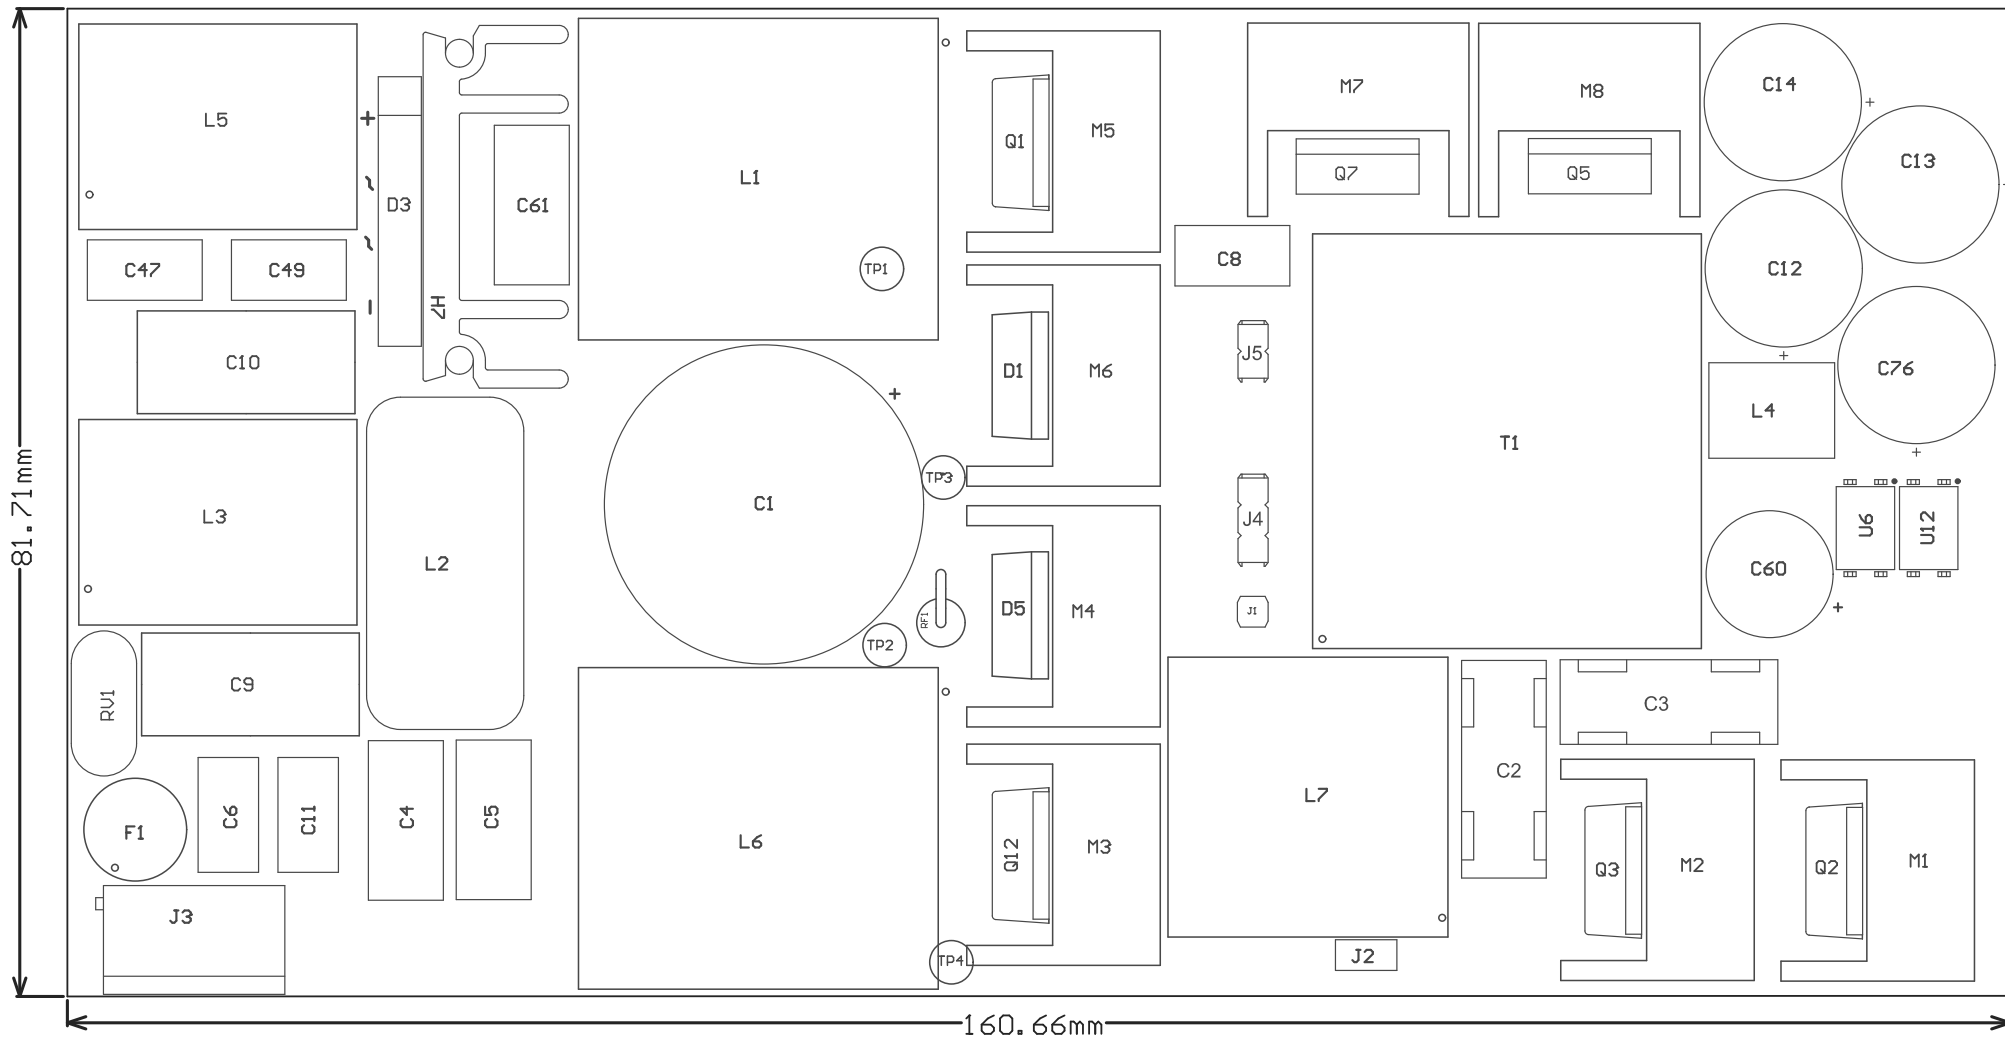 L5
+
~
~
−
D3
H7
C61
L1
TP1
Q1
M5
M7
Q7
M8
Q5
C14
+
C13
+
C47
C49
C10
C8
C12
+
D1
M6
J5
C76
+
L4
T1
+
TP3
C1
81.71mm
L3
L2
J4
U6
U12
C60
+
RF1
D5
M4
J1
TP2
RV1
C9
C3
C2
F1
C6
C11
C4
C5
L6
Q12
M3
L7
Q3
M2
Q2
M1
J3
TP4
J2
160.66mm